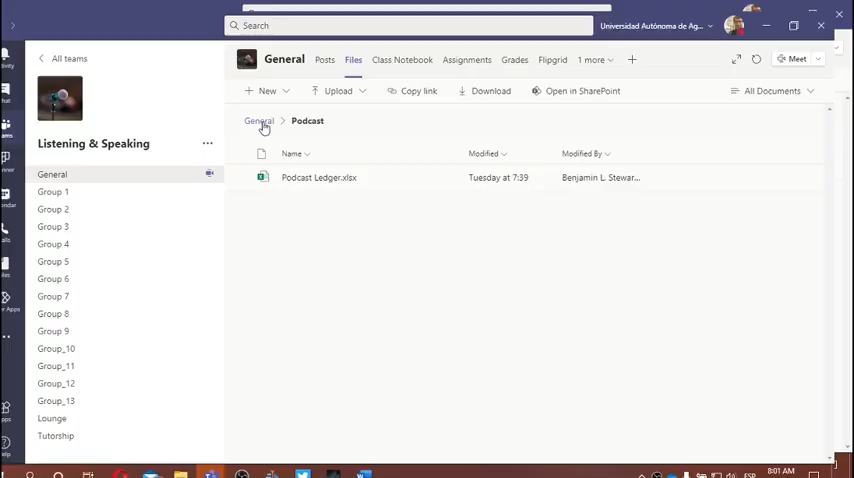 Search
Universidad Autónoma de Ag...
All teams
General
Posts
Files
Class Notebook
Assignments
Grades
Flipgrid
1 more
Meet
New
Upload
Copy link
Download
Open in SharePoint
All Documents
General > Podcast
Name
Modified
Modified By
Podcast Ledger.xlsx
Tuesday at 7:39
Benjamin L. Stewar...
Listening & Speaking
General
Group 1
Group 2
Group 3
Group 4
Group 5
Group 6
Group 7
Group 8
Group 9
Group_10
Group_11
Group_12
Group_13
Lounge
Tutorship
ESP
8:01 AM